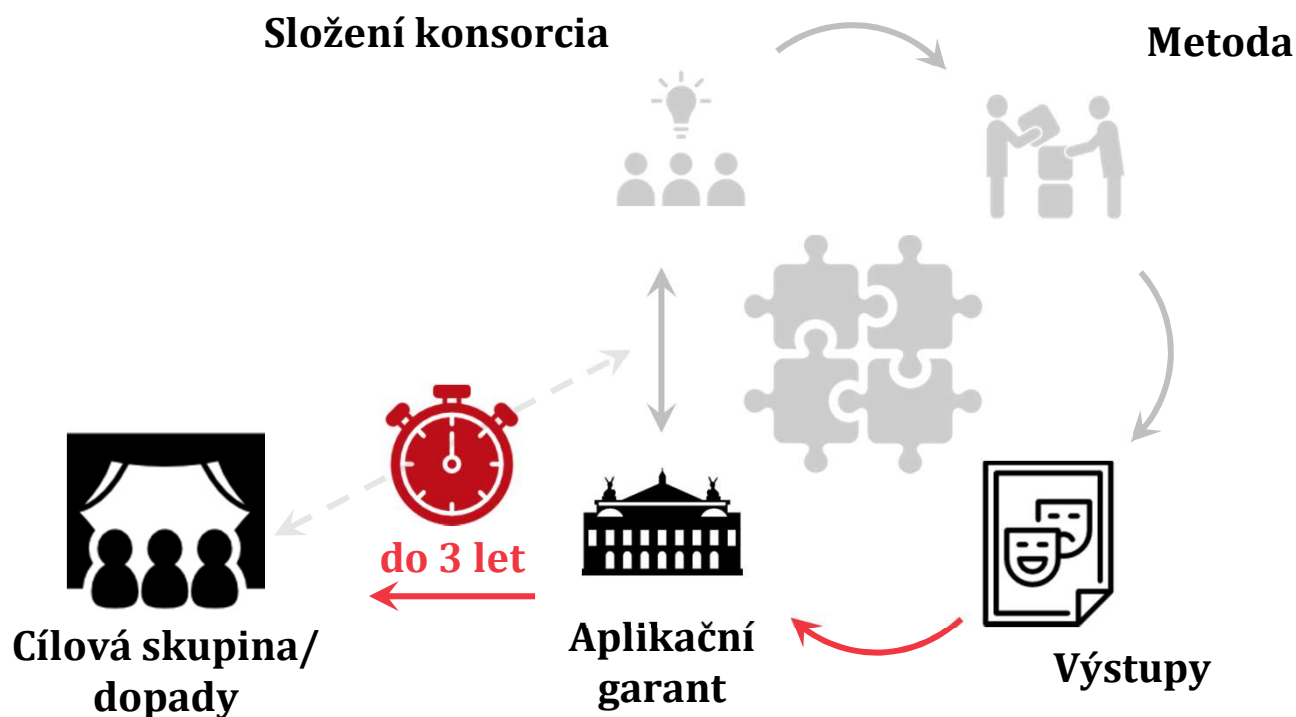 Složení konsorcia
Metoda
do 3 let
Cílová skupina/
dopady
Aplikační
garant
Výstupy